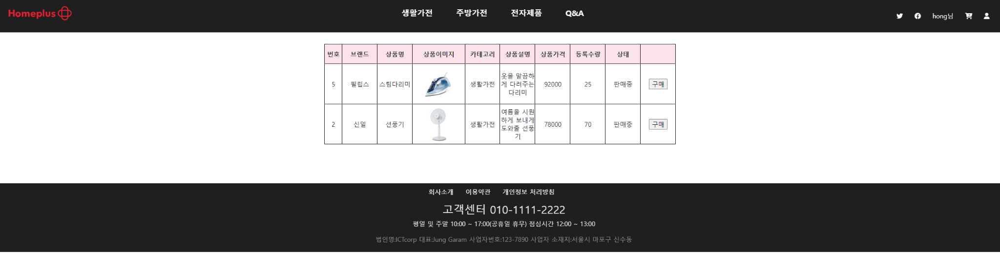 Homeplus
생활가전 주방가전 전자제품 Q&A
hong님
번호 브랜드 상품명 상품이미지 카테고리 상품설명 상품가격 등록수량 상태
5 필립스 스팀다리미 생활가전 옷을 말끔하
게 다려주는
다리미 92000 25 판매중 구매
2 신일 선풍기 생활가전 여름을 시원
하게 보내게
도와줄 선풍
기 78000 70 판매중 구매
회사소개 이용약관 개인정보 처리방침
고객센터 010-1111-2222
평일 및 주말 10:00 ~ 17:00(공휴일 휴무) 점심시간 12:00 ~ 13:00
법인명:ICTcorp 대표:Jung Garam 사업자번호:123-7890 사업자 소재지:서울시 마포구 신수동